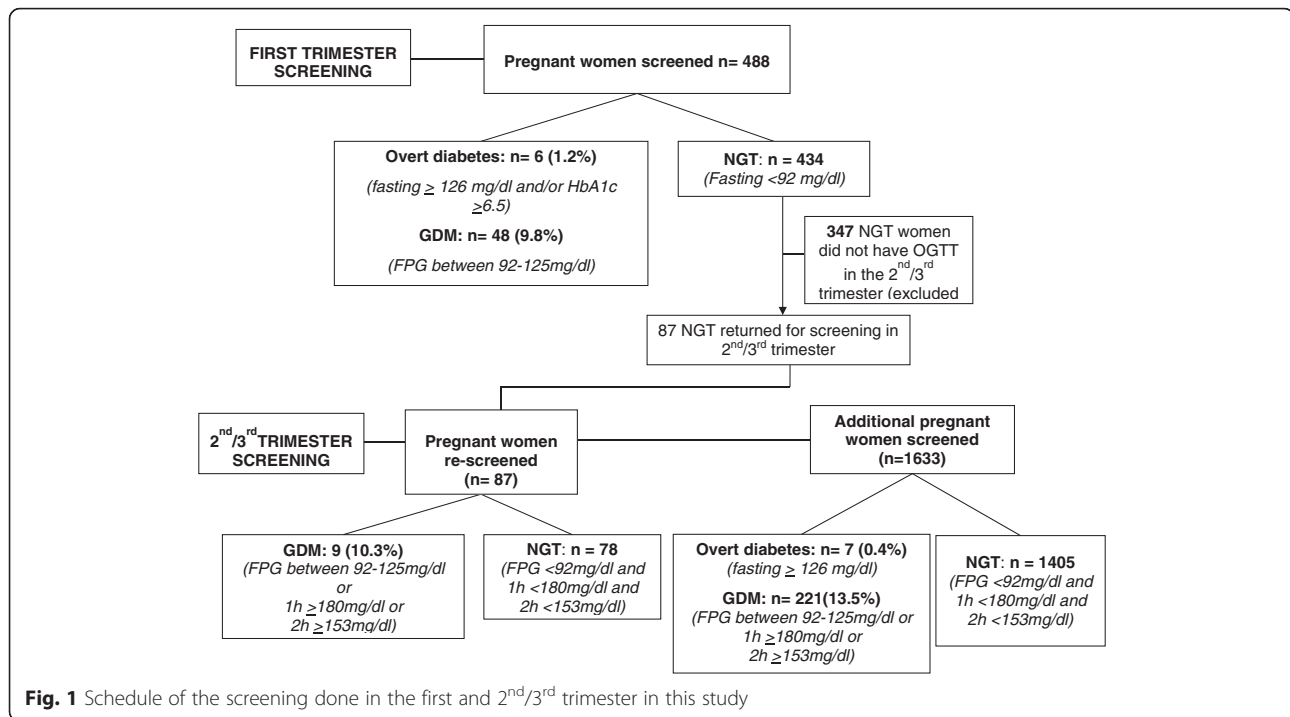 FIRST TRIMESTER
SCREENING
Pregnant women screened n= 488
Overt diabetes: n= 6 (1.2%)
(fasting ≥ 126 mg/dl and/or HbA1c
≥6.5)
GDM: n= 48 (9.8%)
(FPG between 92-125mg/dl)
NGT: n = 434
(Fasting <92 mg/dl)
347 NGT women
did not have OGTT
in the 2nd/3rd
trimester (excluded
87 NGT returned for screening in
2nd/3rd trimester
2nd/3rd TRIMESTER
SCREENING
Pregnant women
re-screened
(n= 87)
Additional pregnant
women screened
(n=1633)
GDM: 9 (10.3%)
(FPG between 92-125mg/dl
or
1h ≥180mg/dl or
2h ≥153mg/dl)
NGT: n = 78
(FPG <92mg/dl and
1h <180mg/dl and
2h <153mg/dl)
Overt diabetes: n= 7 (0.4%)
(fasting ≥ 126 mg/dl)
GDM: n= 221(13.5%)
(FPG between 92-125mg/dl or
1h ≥180mg/dl or
2h ≥153mg/dl)
NGT: n = 1405
(FPG <92mg/dl and
1h <180mg/dl and
2h <153mg/dl)
Fig. 1 Schedule of the screening done in the first and 2nd/3rd trimester in this study